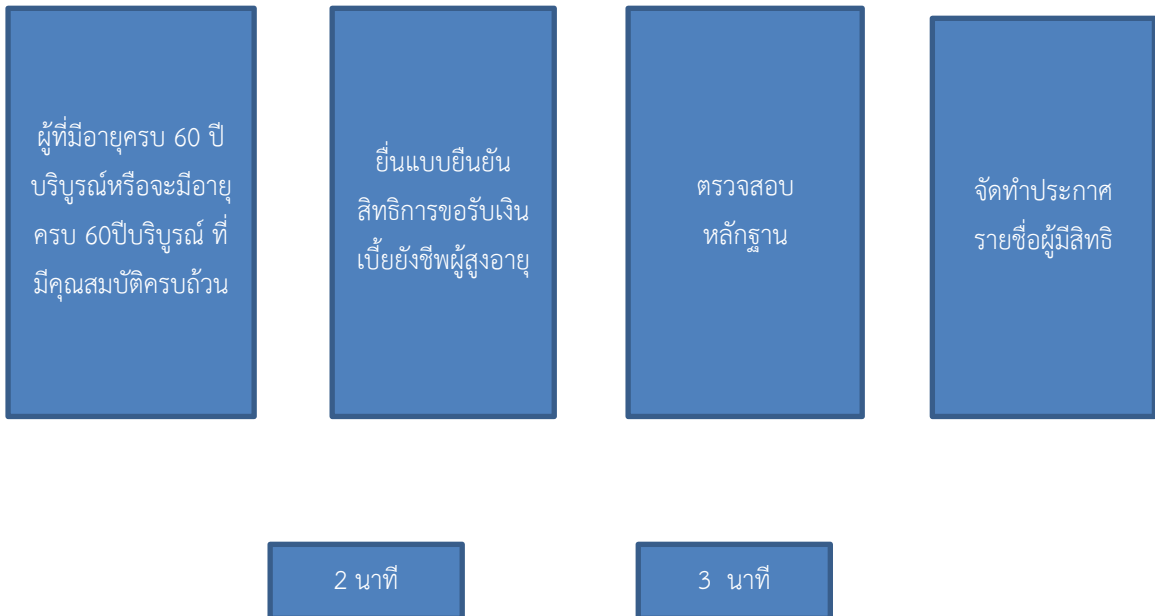 ผู้ที่มีอายุครบ 60 ปี
บริบูรณ์หรือจะมีอายุ
ครบ 60ปีบริบูรณ์ ที่
มีคุณสมบัติครบถ้วน
ยื่นแบบยืนยัน
สิทธิการขอรับเงิน
เบี้ยยังชีพผู้สูงอายุ
ตรวจสอบ
หลักฐาน
จัดทำประกาศ
รายชื่อผู้มีสิทธิ
2 นาที
3 นาที